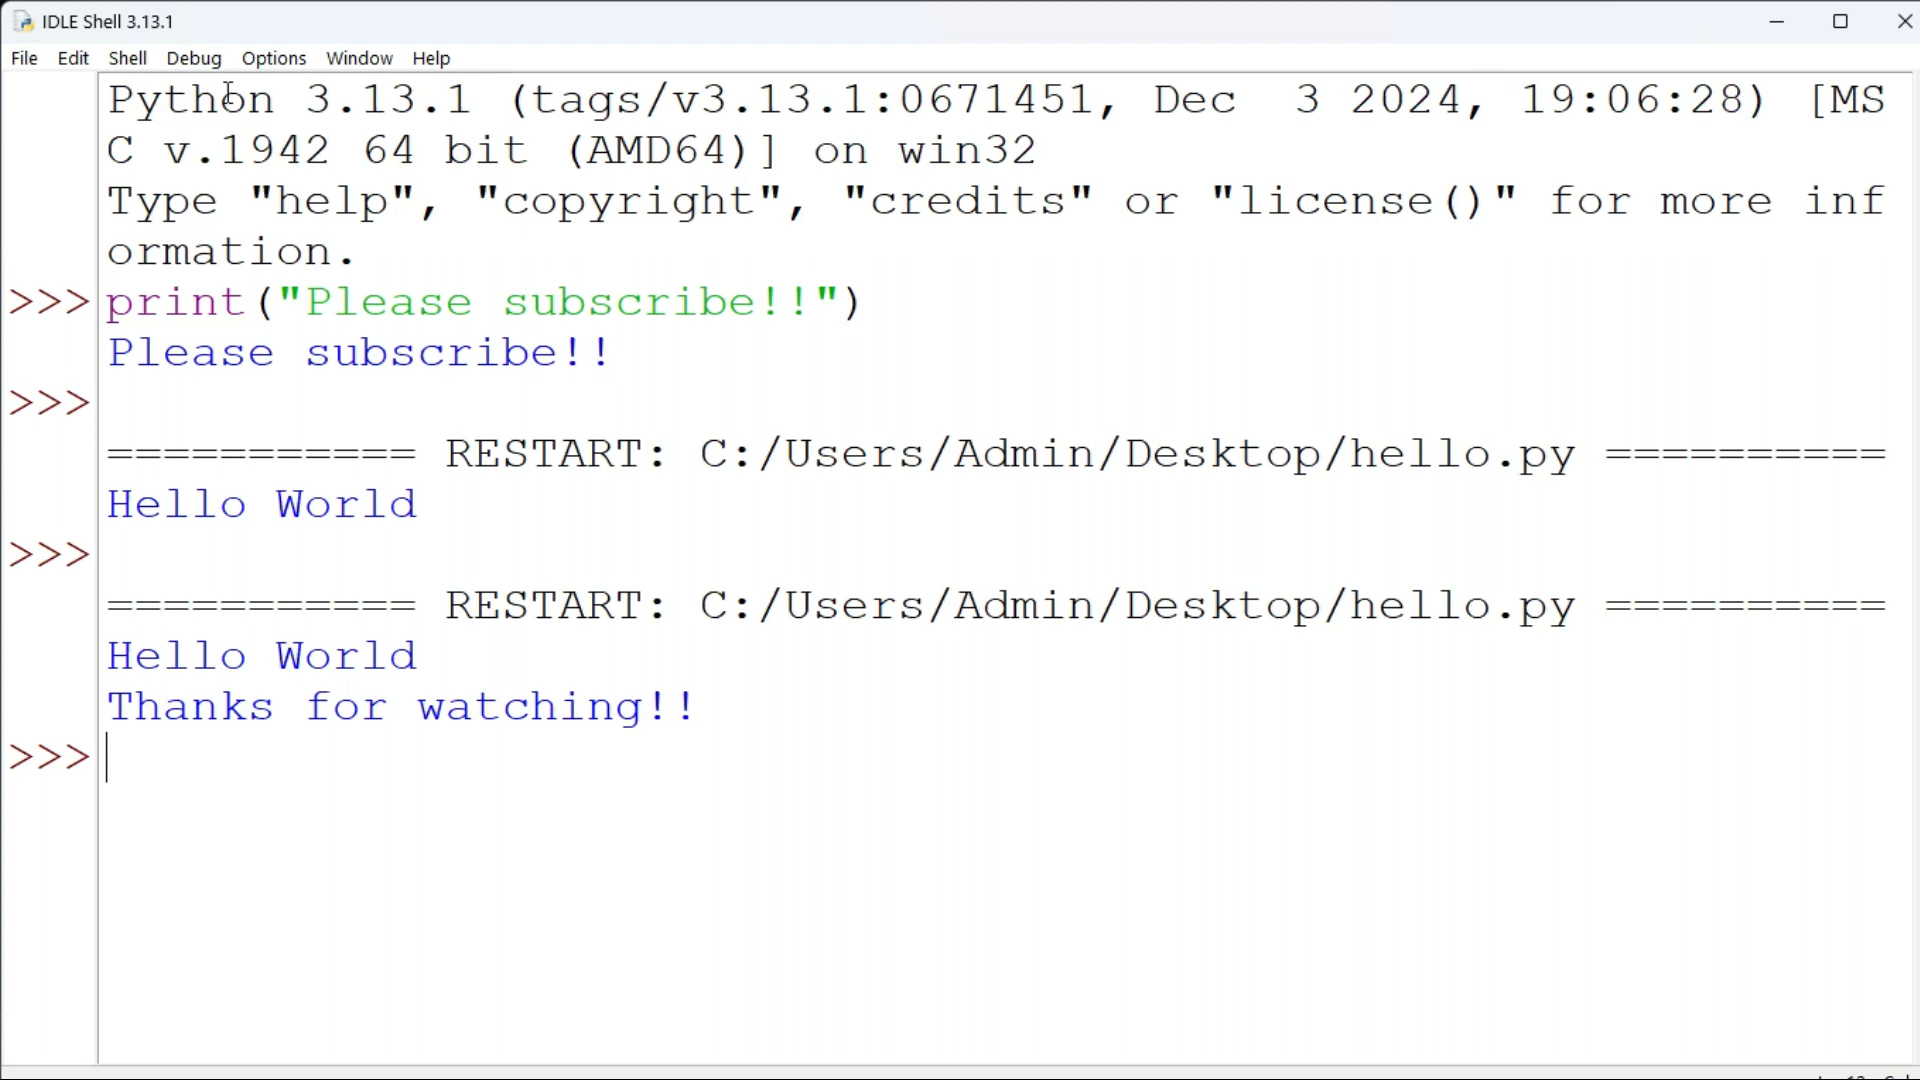 IDLE Shell 3.13.1
File Edit Shell Debug Options Window Help
Python 3.13.1 (tags/v3.13.1:0671451, Dec  3 2024, 19:06:28) [MS
C v.1942 64 bit (AMD64)] on win32
Type "help", "copyright", "credits" or "license()" for more inf
ormation.
>>> print("Please subscribe!!")
Please subscribe!!
>>>
=========== RESTART: C:/Users/Admin/Desktop/hello.py ==========
Hello World
>>>
=========== RESTART: C:/Users/Admin/Desktop/hello.py ==========
Hello World
Thanks for watching!!
>>>